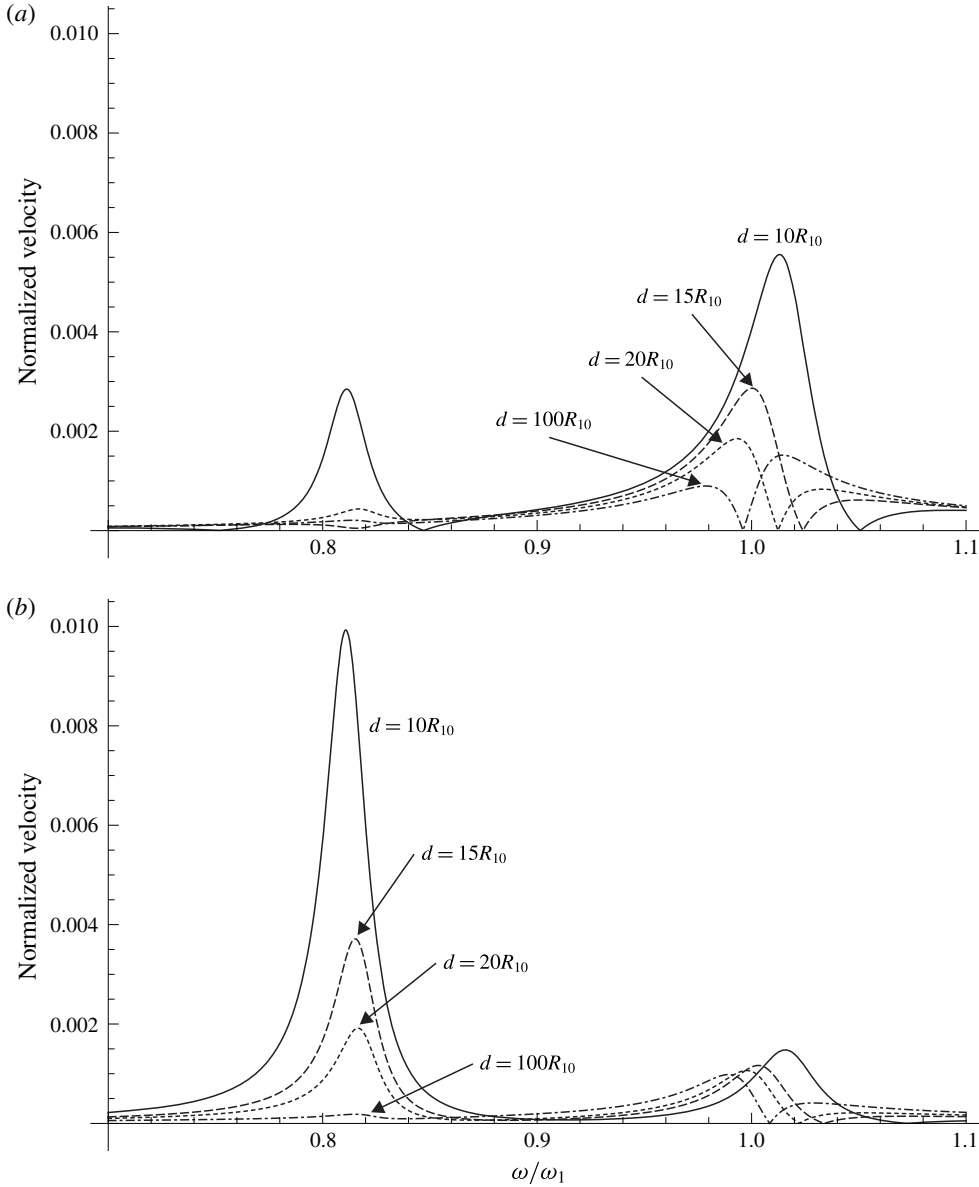 (a)
0.010
0.008
0.006
0.004
0.002
Normalized velocity
d = 10R₁₀
d = 15R₁₀
d = 20R₁₀
d = 100R₁₀
0.8
0.9
1.0
1.1
(b)
0.010
0.008
0.006
0.004
0.002
Normalized velocity
d = 10R₁₀
d = 15R₁₀
d = 20R₁₀
d = 100R₁₀
0.8
0.9
1.0
1.1
ω/ω₁